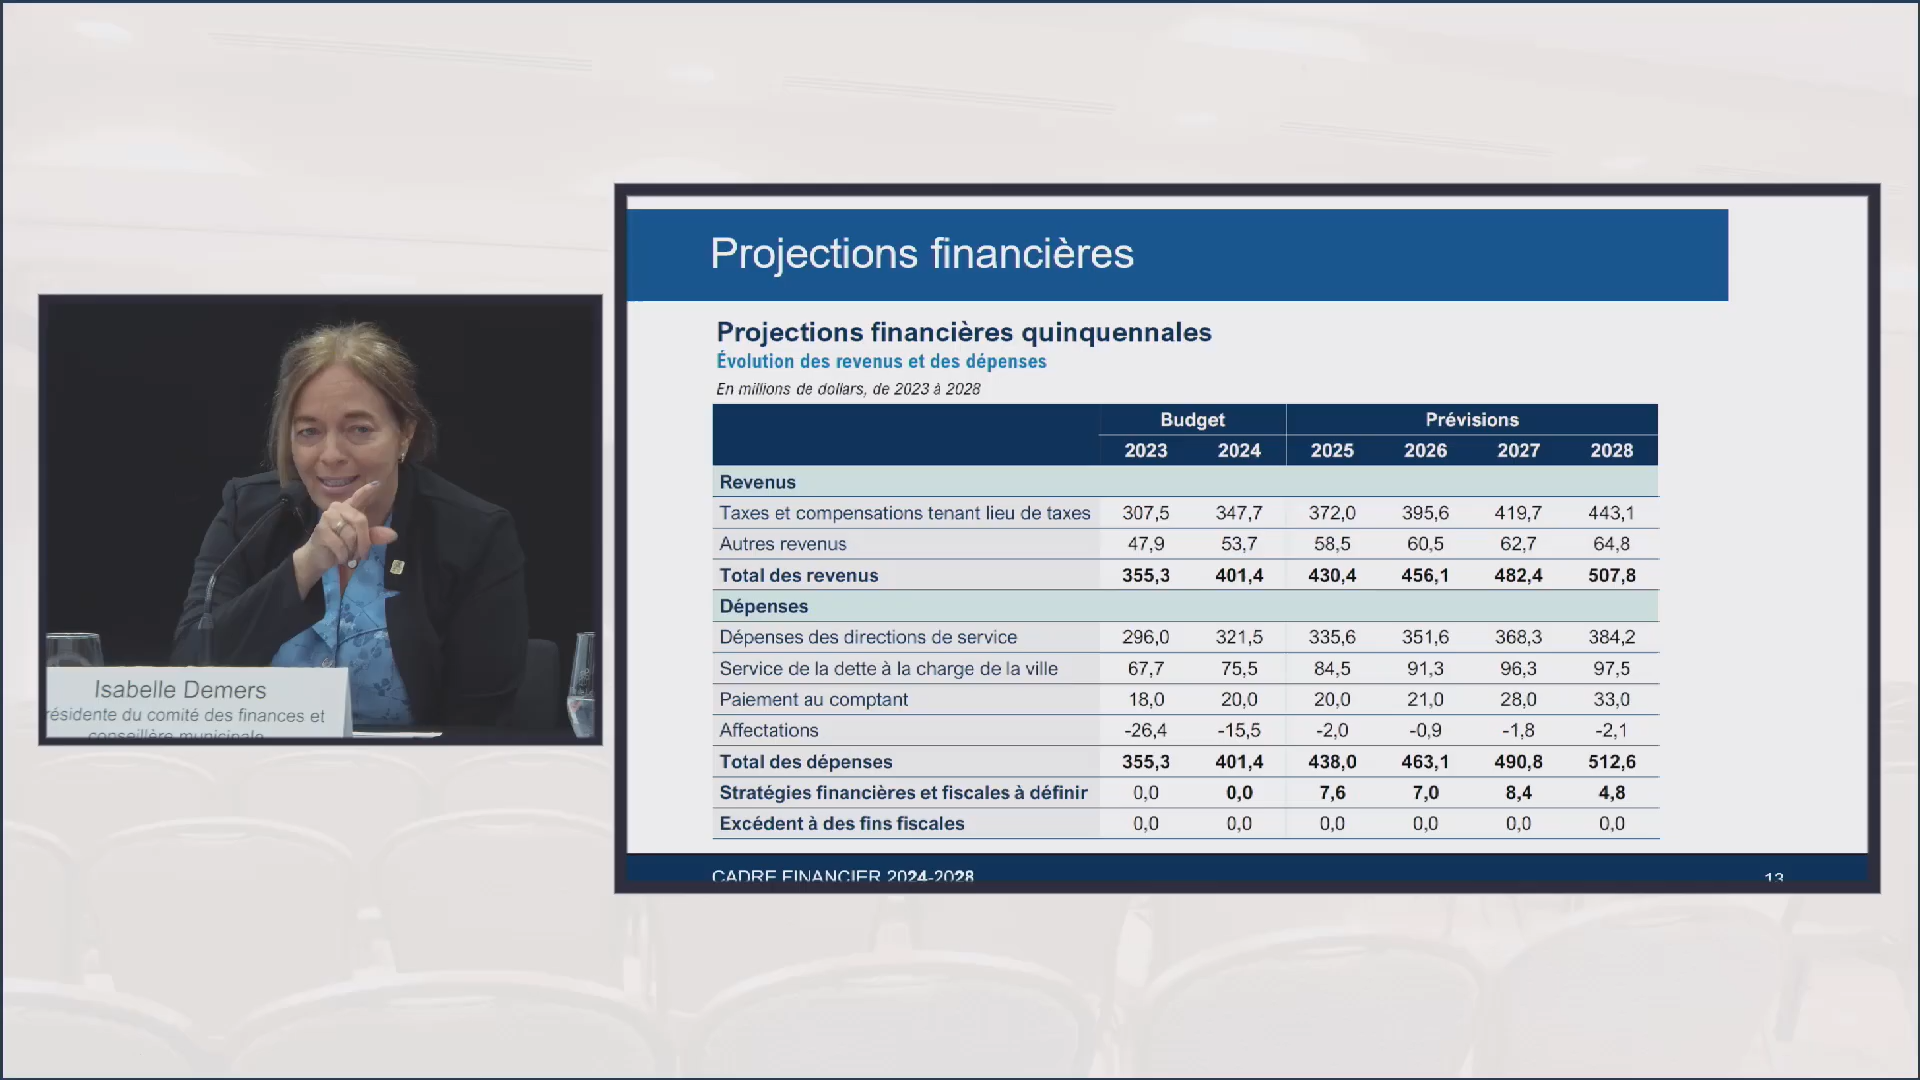 Projections financières
Projections financières quinquennales
Évolution des revenus et des dépenses
En millions de dollars, de 2023 à 2028
Budget Prévisions
2023 2024 2025 2026 2027 2028
Revenus
Taxes et compensations tenant lieu de taxes 307,5 347,7 372,0 395,6 419,7 443,1
Autres revenus 47,9 53,7 58,5 60,5 62,7 64,8
Total des revenus 355,3 401,4 430,4 456,1 482,4 507,8
Dépenses
Dépenses des directions de service 296,0 321,5 335,6 351,6 368,3 384,2
Service de la dette à la charge de la ville 67,7 75,5 84,5 91,3 96,3 97,5
Paiement au comptant 18,0 20,0 20,0 21,0 28,0 33,0
Affectations -26,4 -15,5 -2,0 -0,9 -1,8 -2,1
Total des dépenses 355,3 401,4 438,0 463,1 490,8 512,6
Stratégies financières et fiscales à définir 0,0 0,0 7,6 7,0 8,4 4,8
Excédent à des fins fiscales 0,0 0,0 0,0 0,0 0,0 0,0
CADRE FINANCIER 2024-2028 13
Isabelle Demers
résidente du comité des finances et
conseillère municipale